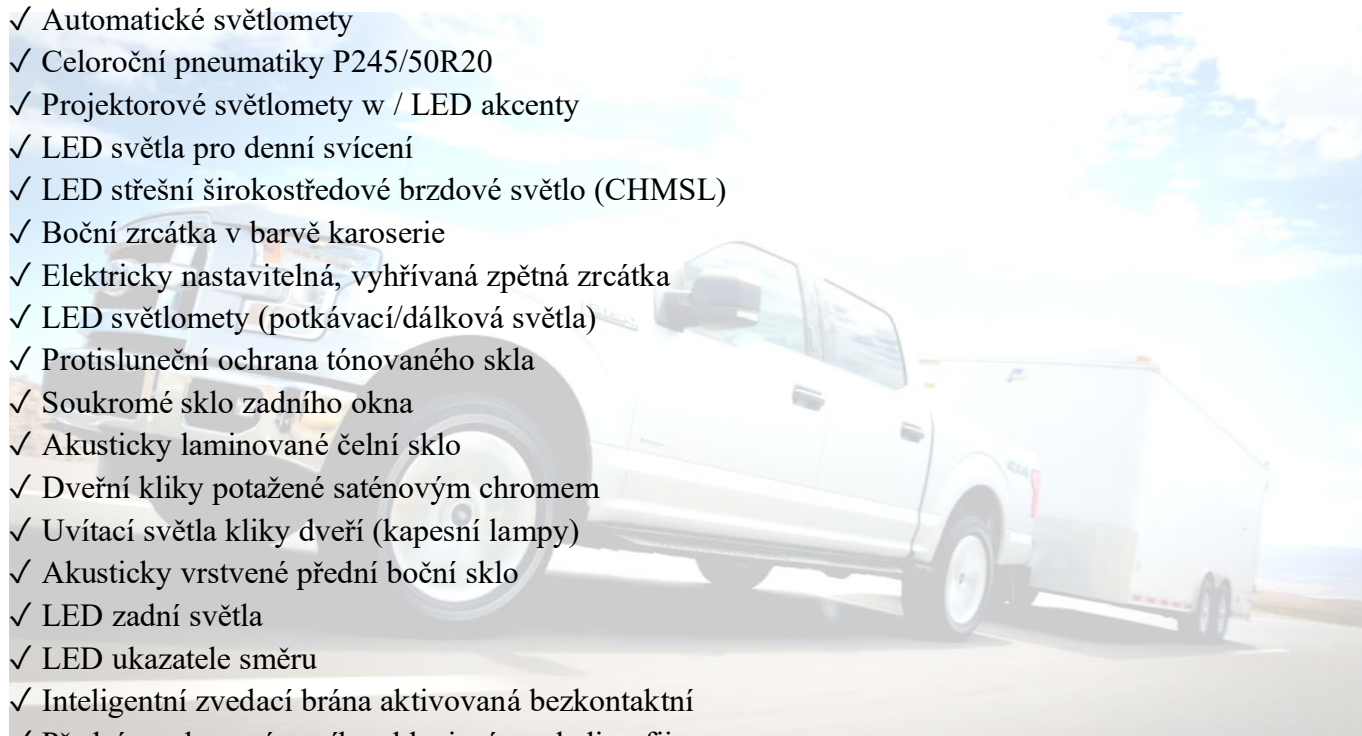 ✓ Automatické světlomety
✓ Celoroční pneumatiky P245/50R20
✓ Projektorové světlomety w / LED akcenty
✓ LED světla pro denní svícení
✓ LED střešní širokostředové brzdové světlo (CHMSL)
✓ Boční zrcátka v barvě karoserie
✓ Elektricky nastavitelná, vyhřívaná zpětná zrcátka
✓ LED světlomety (potkávací/dálková světla)
✓ Protisluneční ochrana tónovaného skla
✓ Soukromé sklo zadního okna
✓ Akusticky laminované čelní sklo
✓ Dveřní kliky potažené saténovým chromem
✓ Uvítací světla kliky dveří (kapesní lampy)
✓ Akusticky vrstvené přední boční sklo
✓ LED zadní světla
✓ LED ukazatele směru
✓ Inteligentní zvedací brána aktivovaná bezkontaktní